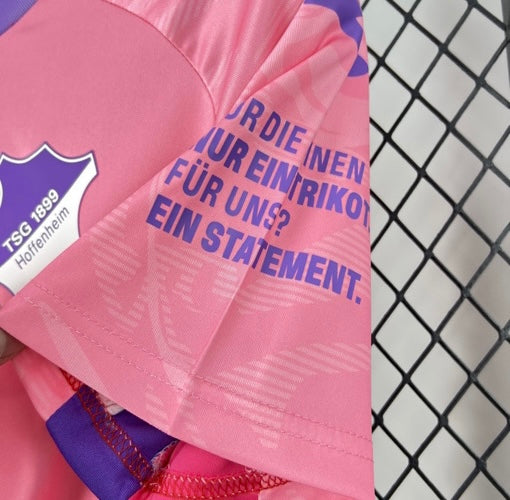 TSG 1899
Hoffenheim
DIE
NUR EIN TRIKOT
FÜR UNS?
EIN STATEMENT.